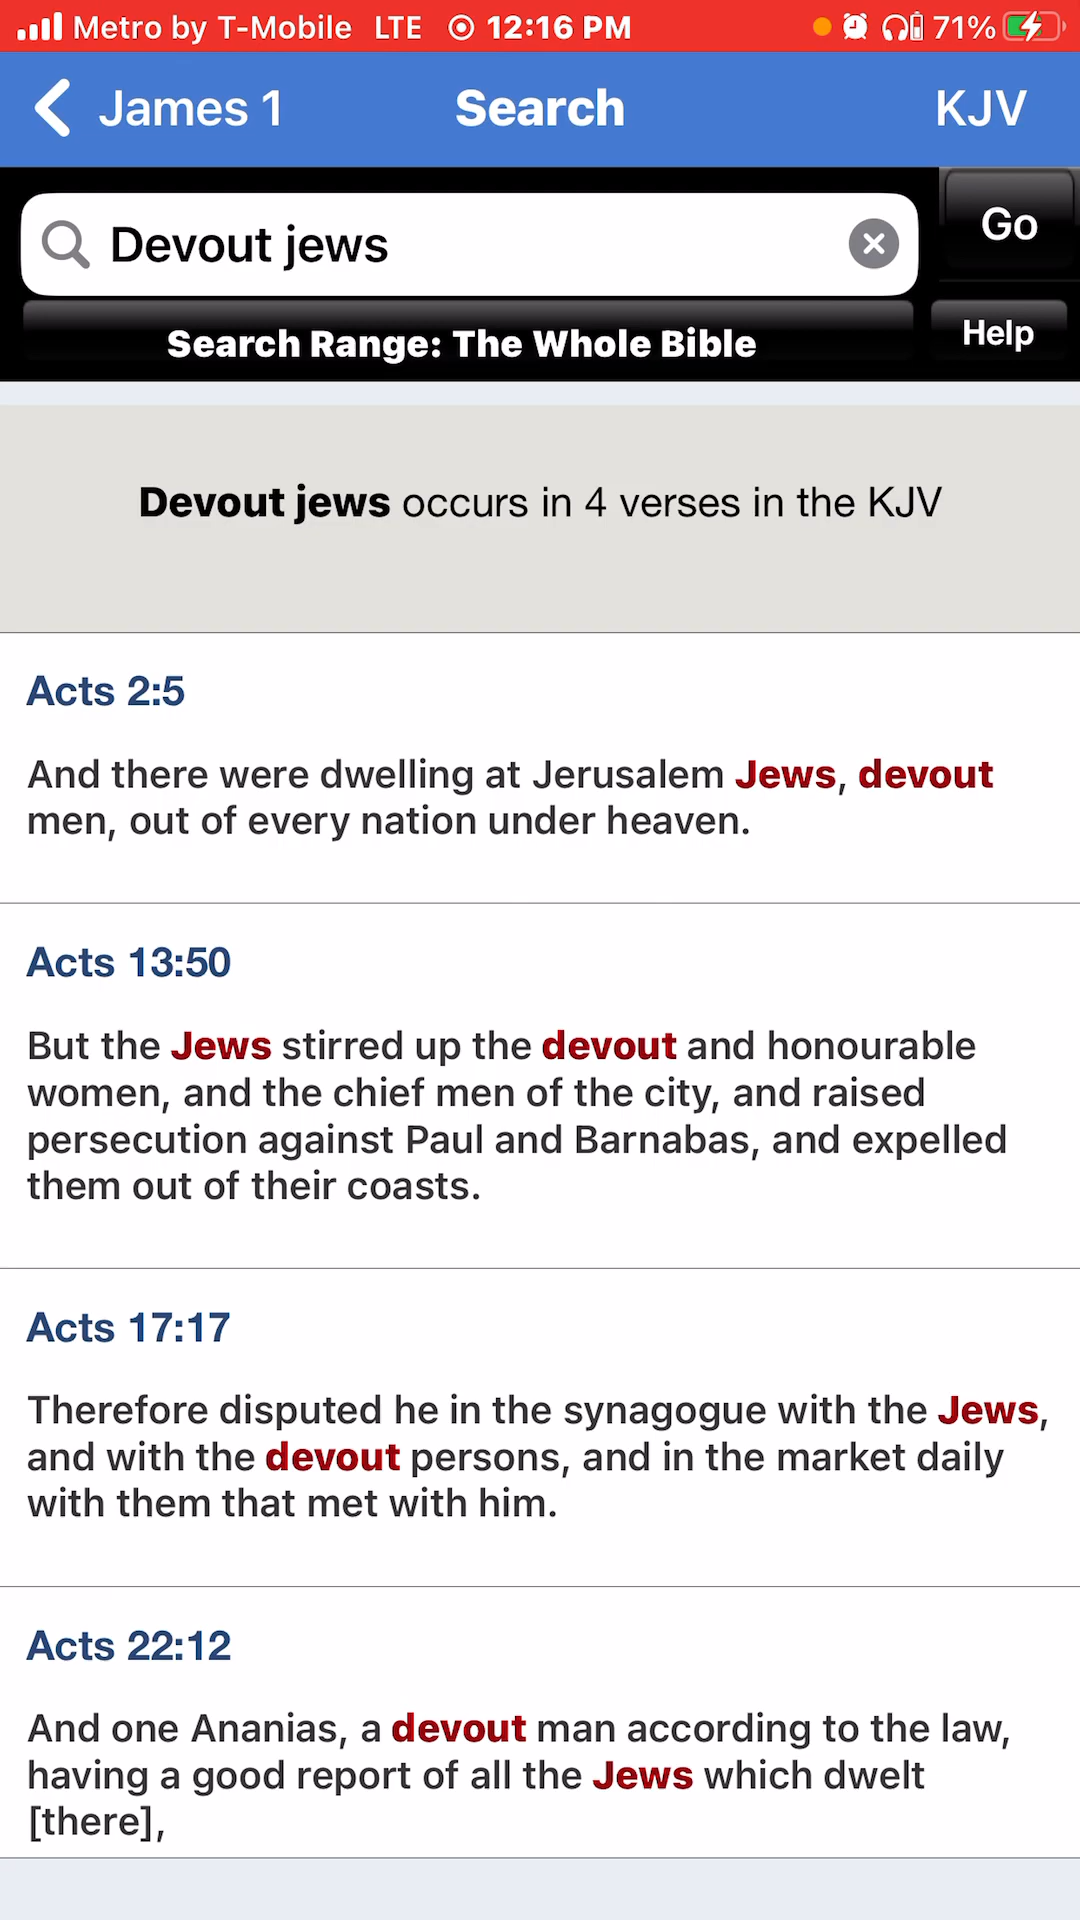 Metro by T-Mobile LTE 12:16 PM 71%
James 1 Search KJV
Devout jews Go
Search Range: The Whole Bible Help
Devout jews occurs in 4 verses in the KJV
Acts 2:5
And there were dwelling at Jerusalem Jews, devout
men, out of every nation under heaven.
Acts 13:50
But the Jews stirred up the devout and honourable
women, and the chief men of the city, and raised
persecution against Paul and Barnabas, and expelled
them out of their coasts.
Acts 17:17
Therefore disputed he in the synagogue with the Jews,
and with the devout persons, and in the market daily
with them that met with him.
Acts 22:12
And one Ananias, a devout man according to the law,
having a good report of all the Jews which dwelt
[there],